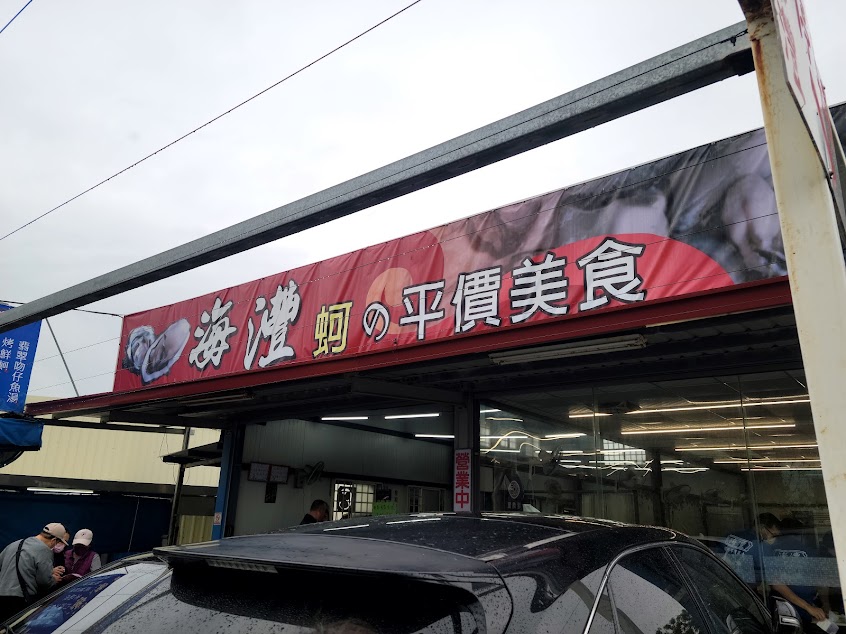 海灃 蚵の平價美食
翡翠吻仔魚湯
烤鮮蚵
營業中